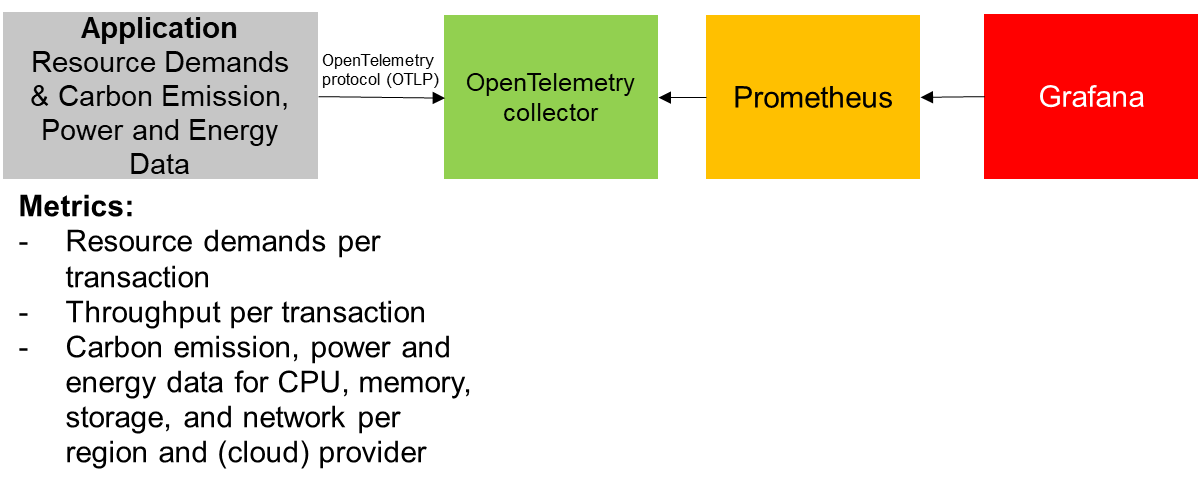 Application
Resource Demands
& Carbon Emission,
Power and Energy
Data
OpenTelemetry
protocol (OTLP)
OpenTelemetry
collector
Prometheus
Grafana
Metrics:
- Resource demands per
transaction
- Throughput per transaction
- Carbon emission, power and
energy data for CPU, memory,
storage, and network per
region and (cloud) provider